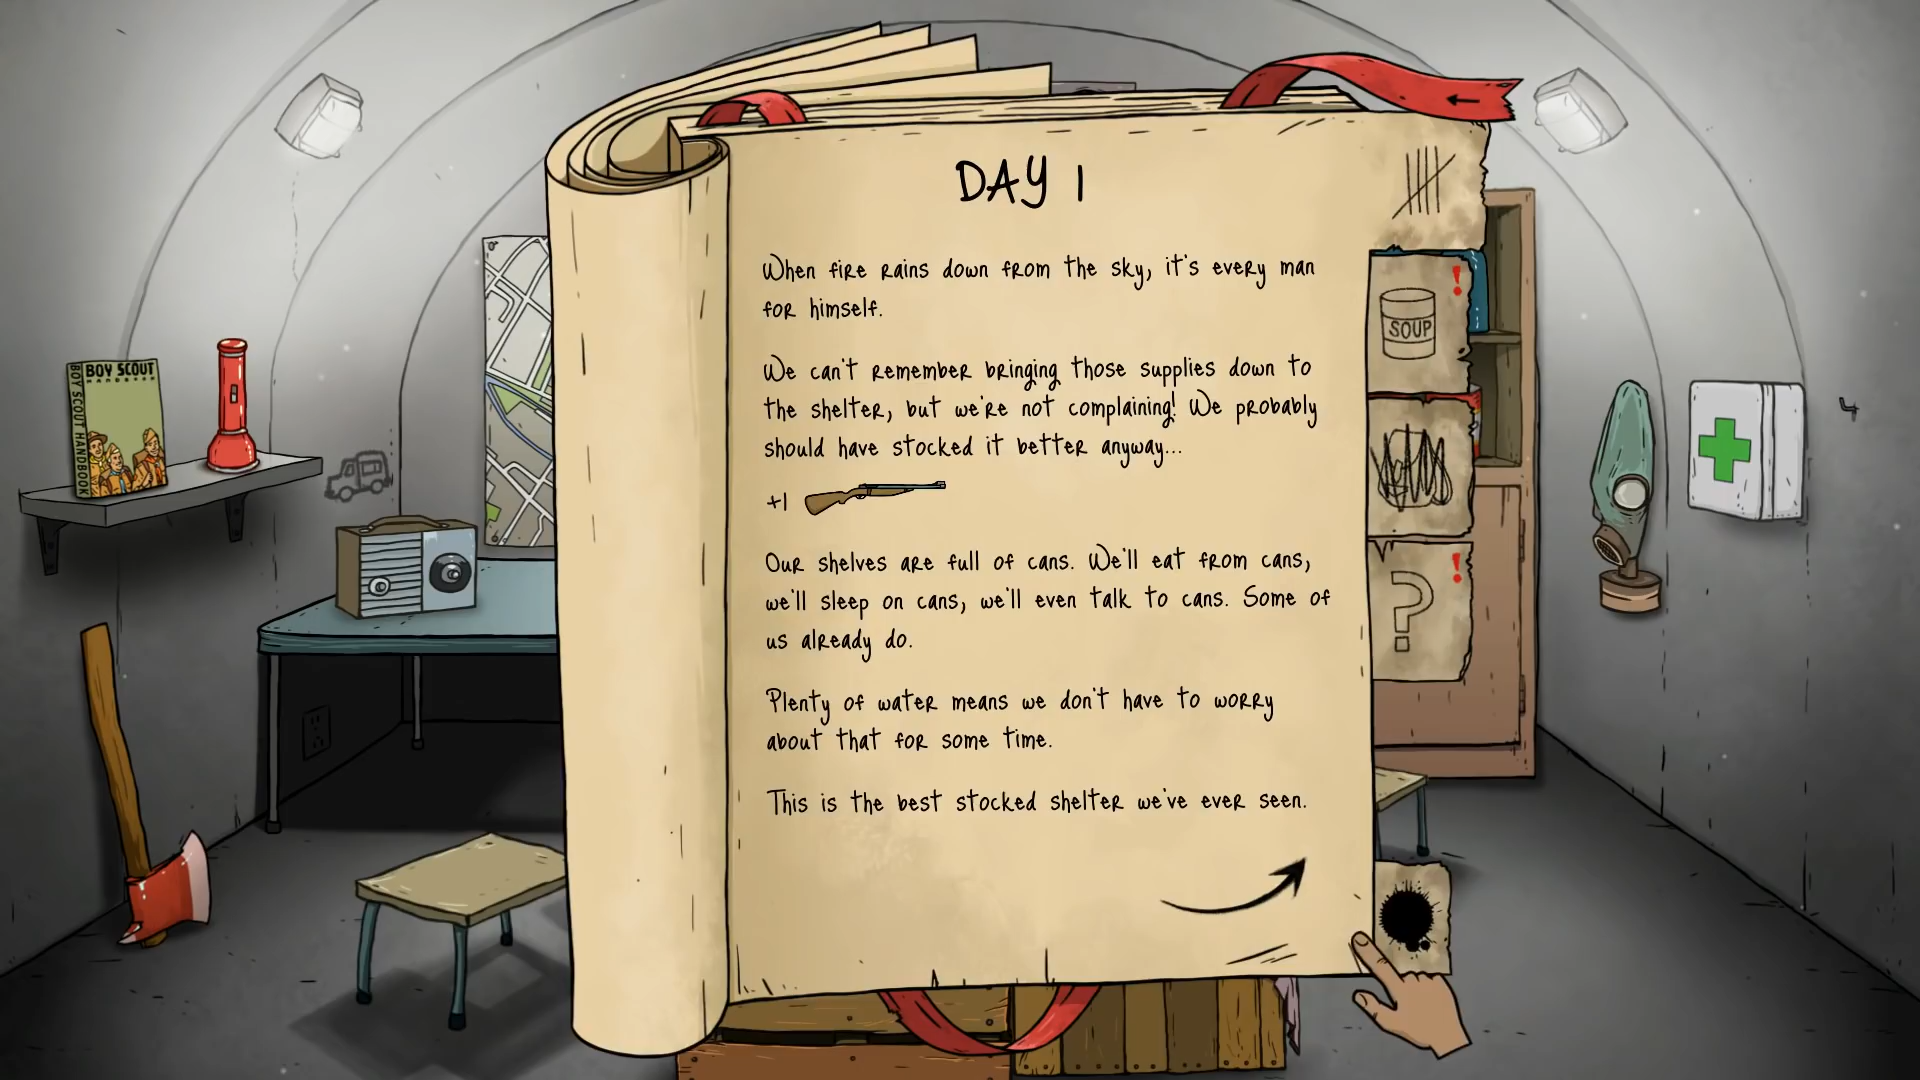 DAY 1
When fire rains down from the sky, it's every man
for himself.
We can't remember bringing those supplies down to
the shelter, but we're not complaining! We probably
should have stocked it better anyway...
+1
Our shelves are full of cans. We'll eat from cans,
we'll sleep on cans, we'll even talk to cans. Some of
us already do.
Plenty of water means we don't have to worry
about that for some time.
This is the best stocked shelter we've ever seen.
!
SOUP
!
?
BOY SCOUT
HANDBOOK
BOY SCOUT HANDBOOK